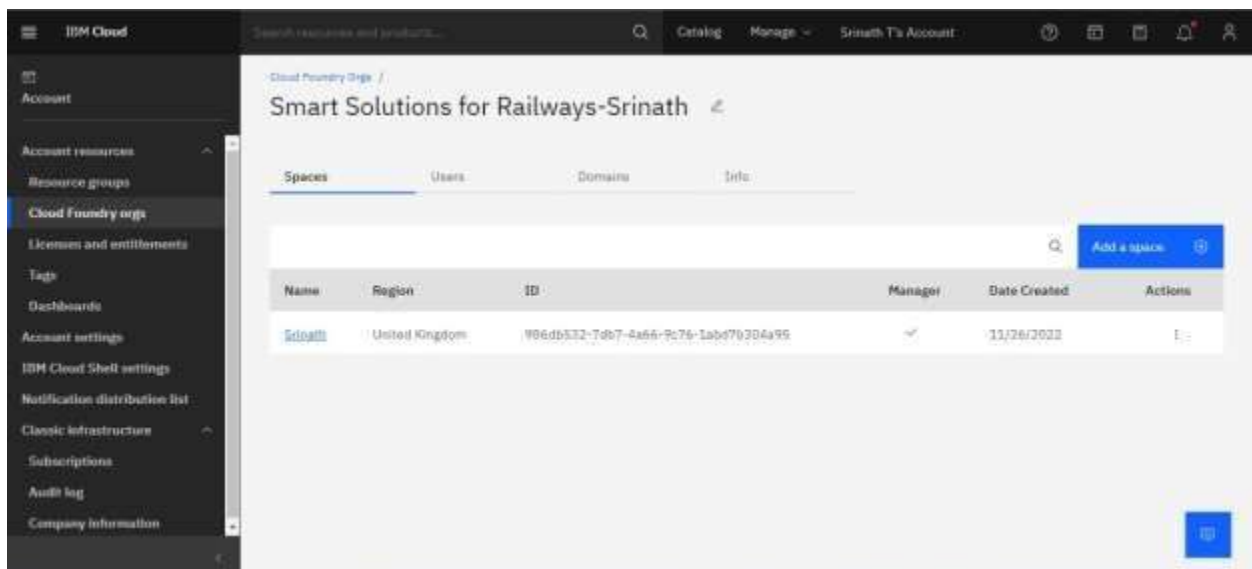 IBM Cloud
Search resources and products...
Catalog
Manage
Srinath T's Account
Account
Account resources
Resource groups
Cloud Foundry orgs
Licenses and entitlements
Tags
Dashboards
Account settings
IBM Cloud Shell settings
Notification distribution list
Classic infrastructure
Subscriptions
Audit log
Company information
Cloud Foundry Orgs /
Smart Solutions for Railways-Srinath
Spaces
Users
Domains
Info
Add a space
Name Region ID Manager Date Created Actions
Srinath United Kingdom 11/26/2022